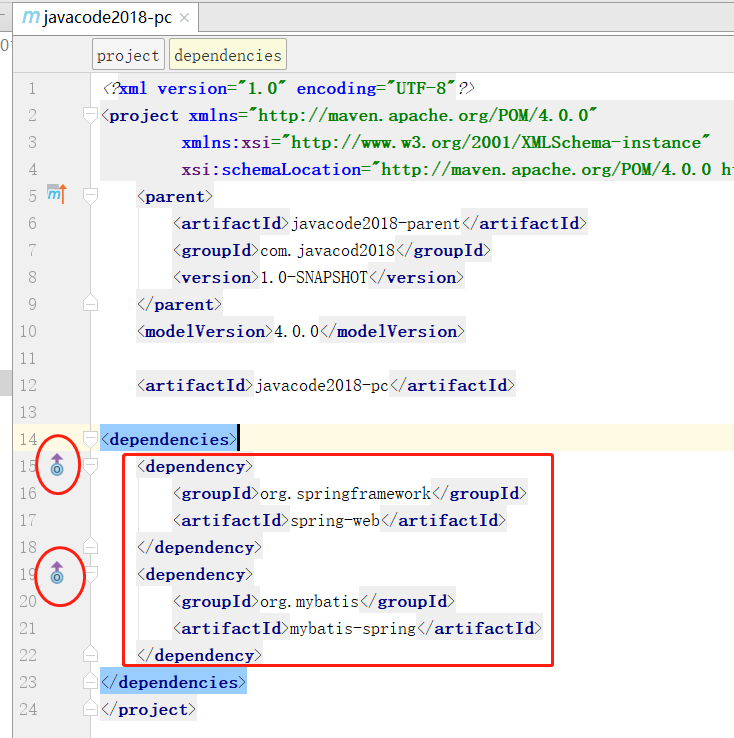 01
m javacode2018-pc ×
project dependencies
1 <?xml version="1.0" encoding="UTF-8"?>
2 <project xmlns="http://maven.apache.org/POM/4.0.0"
3 xmlns:xsi="http://www.w3.org/2001/XMLSchema-instance"
4 xsi:schemaLocation="http://maven.apache.org/POM/4.0.0
5 m <parent>
6 <artifactId>javacode2018-parent</artifactId>
7 <groupId>com.javacod2018</groupId>
8 <version>1.0-SNAPSHOT</version>
9 </parent>
10 <modelVersion>4.0.0</modelVersion>
11
12 <artifactId>javacode2018-pc</artifactId>
13
14 <dependencies>
15 <dependency>
16 <groupId>org.springframework</groupId>
17 <artifactId>spring-web</artifactId>
18 </dependency>
19 <dependency>
20 <groupId>org.mybatis</groupId>
21 <artifactId>mybatis-spring</artifactId>
22 </dependency>
23 </dependencies>
24 </project>